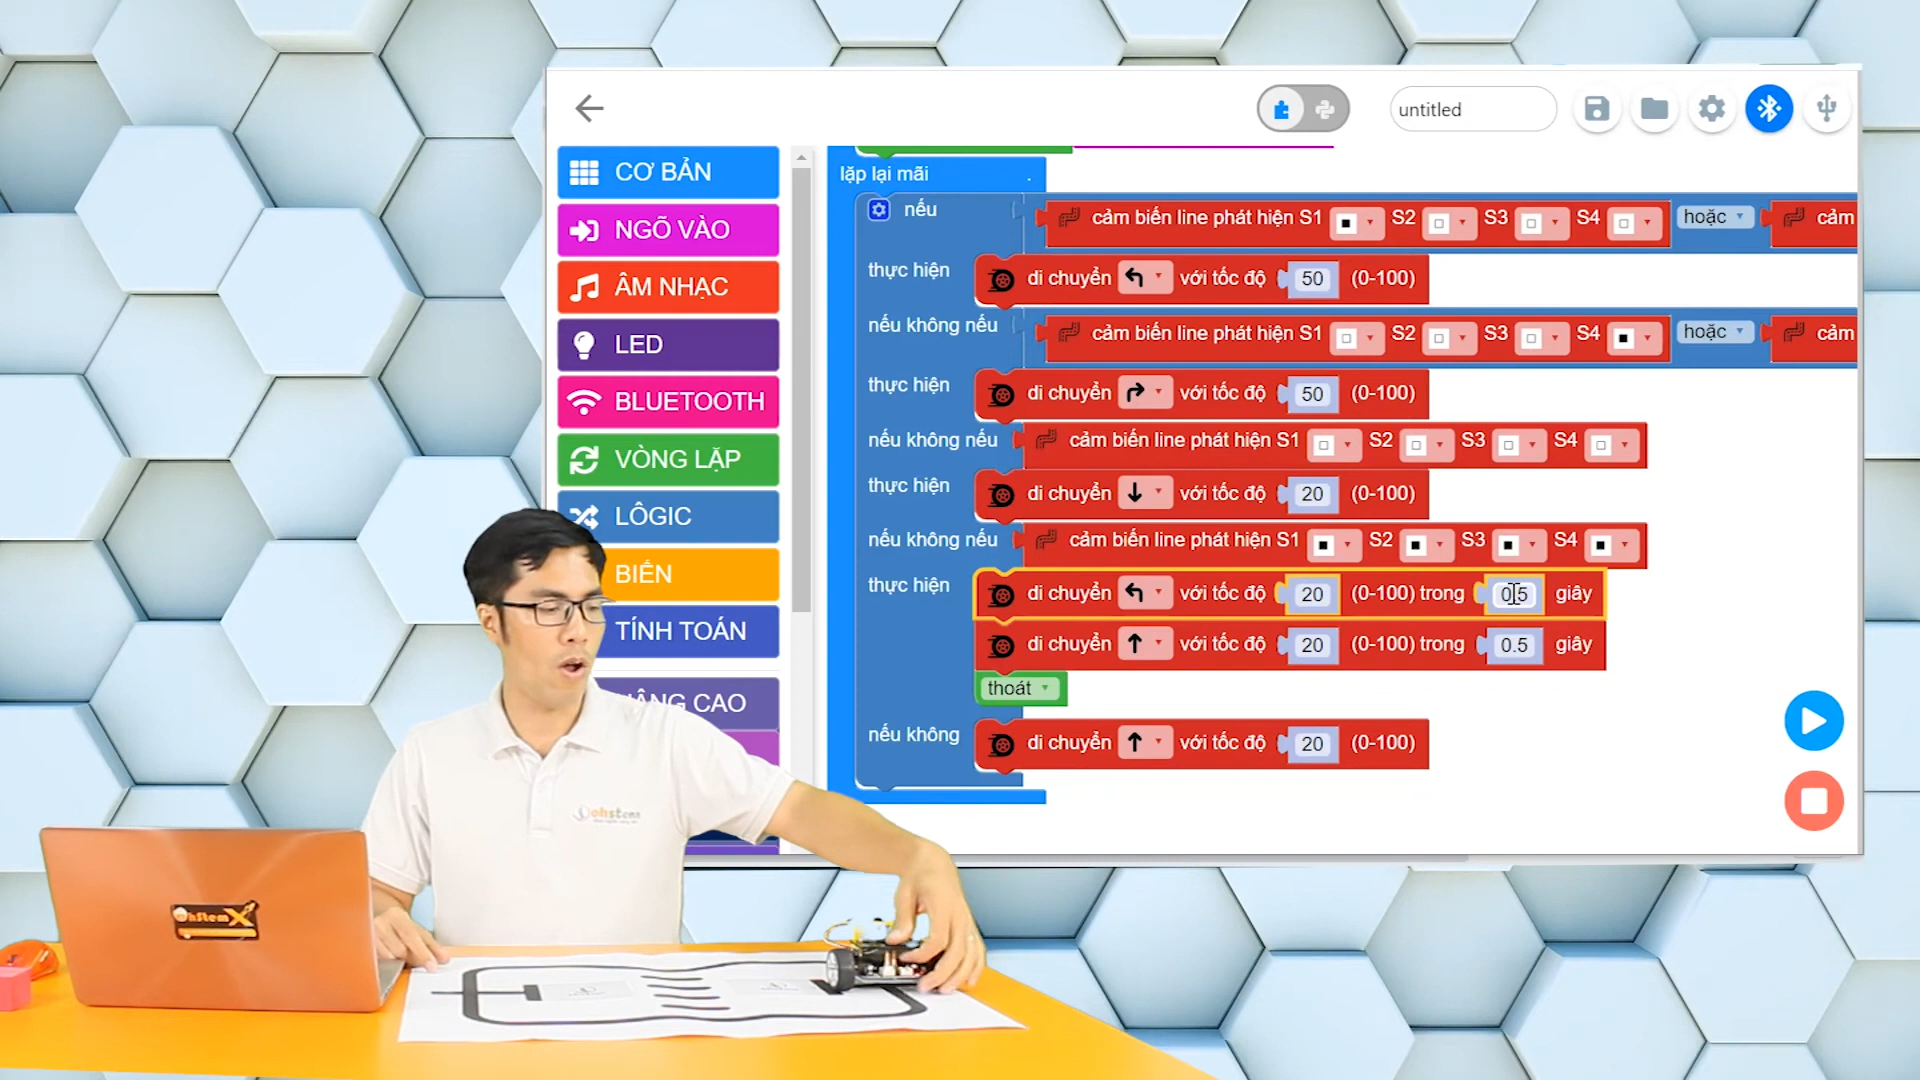 untitled
CƠ BẢN
NGÕ VÀO
ÂM NHẠC
LED
BLUETOOTH
VÒNG LẶP
LÔGIC
BIẾN
TÍNH TOÁN
CAO
lặp lại mãi .
nếu cảm biến line phát hiện S1 S2 S3 S4 hoặc cảm
thực hiện di chuyển với tốc độ 50 (0-100)
nếu không nếu cảm biến line phát hiện S1 S2 S3 S4 hoặc cảm
thực hiện di chuyển với tốc độ 50 (0-100)
nếu không nếu cảm biến line phát hiện S1 S2 S3 S4
thực hiện di chuyển với tốc độ 20 (0-100)
nếu không nếu cảm biến line phát hiện S1 S2 S3 S4
thực hiện di chuyển với tốc độ 20 (0-100) trong 0.5 giây
di chuyển với tốc độ 20 (0-100) trong 0.5 giây
thoát
nếu không di chuyển với tốc độ 20 (0-100)
ohstem
OhStem X